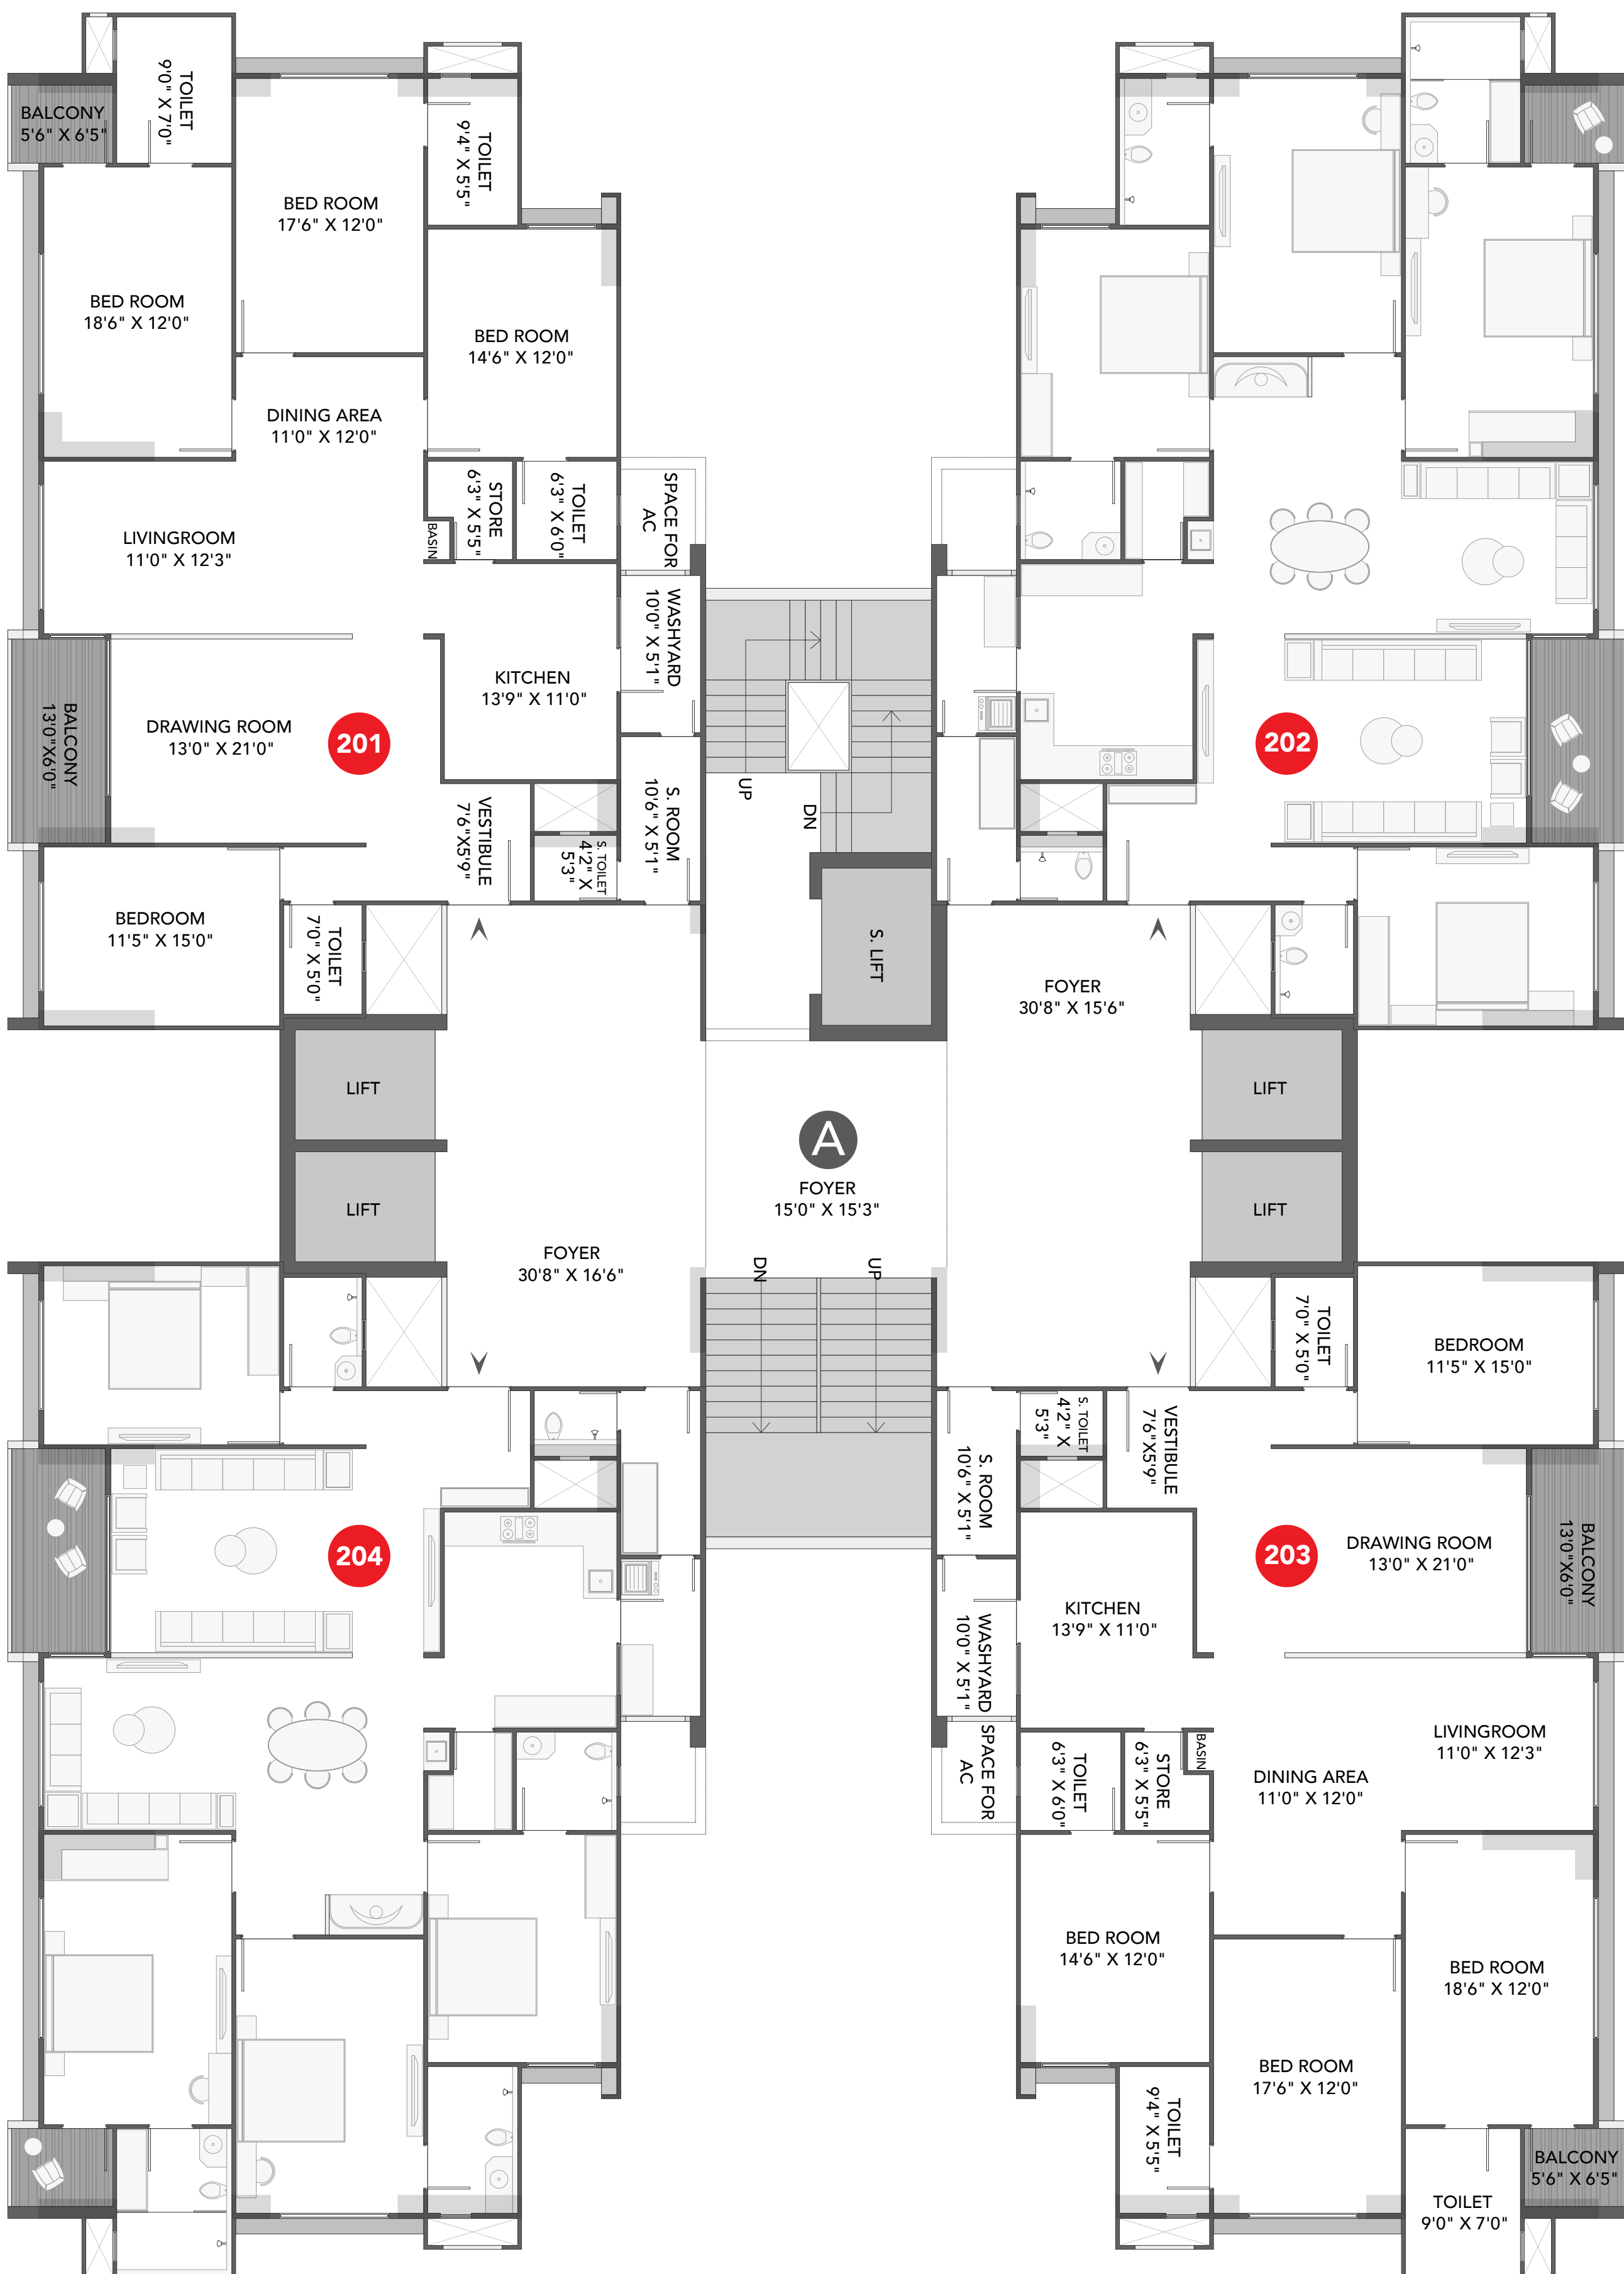 TOILET
9'0" X 7'0"
BALCONY
5'6" X 6'5"
TOILET
9'4" X 5'5"
BED ROOM
17'6" X 12'0"
BED ROOM
18'6" X 12'0"
BED ROOM
14'6" X 12'0"
DINING AREA
11'0" X 12'0"
LIVINGROOM
11'0" X 12'3"
BASIN
STORE
6'3" X 5'5"
TOILET
6'3" X 6'0"
SPACE FOR
AC
WASHYARD
10'0" X 5'1"
KITCHEN
13'9" X 11'0"
BALCONY
13'0"X6'0"
DRAWING ROOM
13'0" X 21'0"
201
202
UP
DN
VESTIBULE
7'6"X5'9"
S. TOILET
4'2" X
5'3"
S. ROOM
10'6" X 5'1"
BEDROOM
11'5" X 15'0"
TOILET
7'0" X 5'0"
S. LIFT
FOYER
30'8" X 15'6"
LIFT
LIFT
A
FOYER
15'0" X 15'3"
LIFT
LIFT
FOYER
30'8" X 16'6"
DN
UP
TOILET
7'0" X 5'0"
BEDROOM
11'5" X 15'0"
S. TOILET
4'2" X
5'3"
VESTIBULE
7'6"X5'9"
S. ROOM
10'6" X 5'1"
204
203
DRAWING ROOM
13'0" X 21'0"
BALCONY
13'0"X6'0"
KITCHEN
13'9" X 11'0"
WASHYARD
10'0" X 5'1"
SPACE FOR
AC
TOILET
6'3" X 6'0"
STORE
6'3" X 5'5"
BASIN
LIVINGROOM
11'0" X 12'3"
DINING AREA
11'0" X 12'0"
BED ROOM
14'6" X 12'0"
BED ROOM
18'6" X 12'0"
BED ROOM
17'6" X 12'0"
TOILET
9'4" X 5'5"
BALCONY
5'6" X 6'5"
TOILET
9'0" X 7'0"